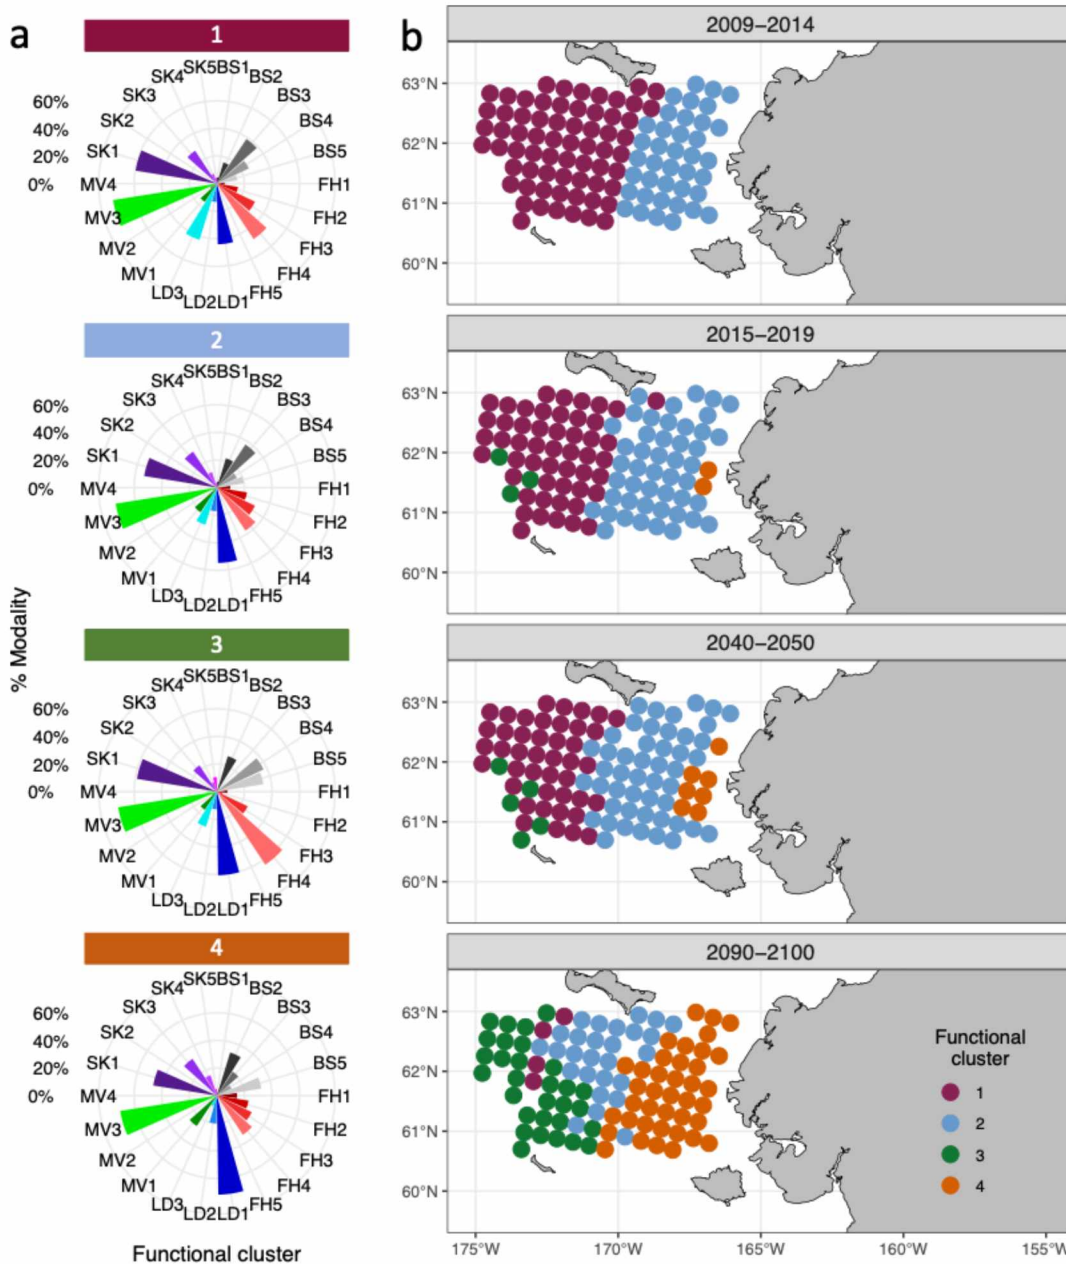 a
1
SK5
BS1
SK4
BS2
SK3
BS3
60%
SK2
BS4
40%
20%
SK1
BS5
0%
MV4
FH1
MV3
FH2
MV2
FH3
MV1
FH4
LD3
FH5
LD2
LD1
2
SK5
BS1
SK4
BS2
SK3
BS3
60%
SK2
BS4
40%
20%
SK1
BS5
0%
MV4
FH1
MV3
FH2
MV2
FH3
MV1
FH4
LD3
FH5
LD2
LD1
% Modality
3
SK5
BS1
SK4
BS2
SK3
BS3
60%
SK2
BS4
40%
20%
SK1
BS5
0%
MV4
FH1
MV3
FH2
MV2
FH3
MV1
FH4
LD3
FH5
LD2
LD1
4
SK5
BS1
SK4
BS2
SK3
BS3
60%
SK2
BS4
40%
20%
SK1
BS5
0%
MV4
FH1
MV3
FH2
MV2
FH3
MV1
FH4
LD3
FH5
LD2
LD1
Functional cluster
b
2009–2014
63°N
62°N
61°N
60°N
2015–2019
63°N
62°N
61°N
60°N
2040–2050
63°N
62°N
61°N
60°N
2090–2100
63°N
62°N
61°N
60°N
Functional
cluster
1
2
3
4
175°W
170°W
165°W
160°W
155°W